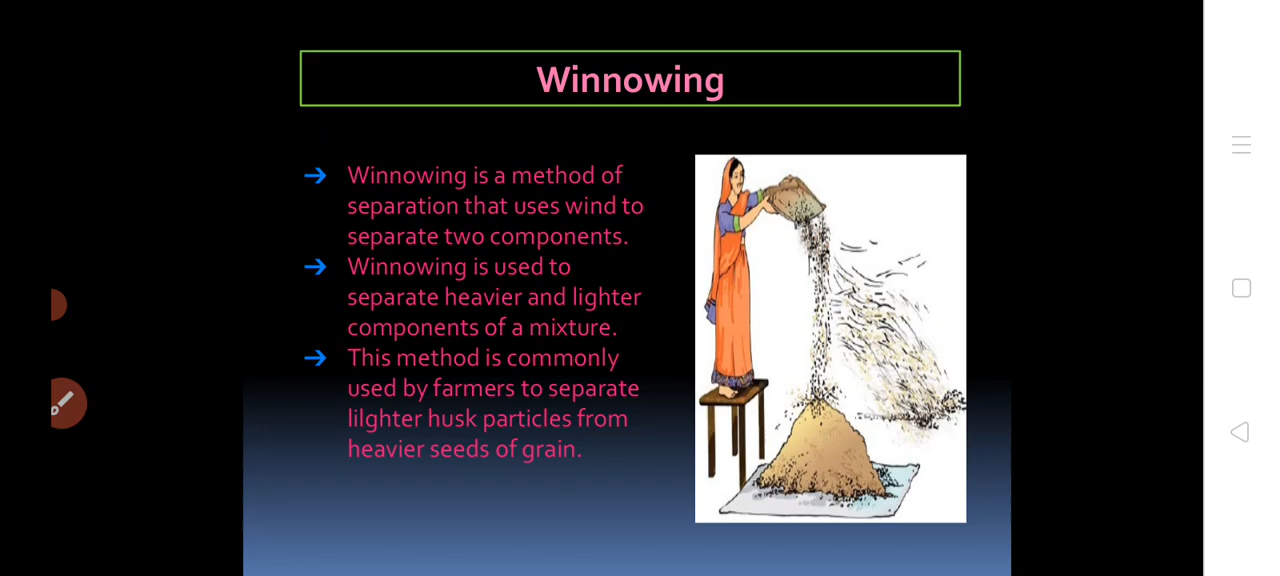 Winnowing
➔ Winnowing is a method of
separation that uses wind to
separate two components.
➔ Winnowing is used to
separate heavier and lighter
components of a mixture.
➔ This method is commonly
used by farmers to separate
lilghter husk particles from
heavier seeds of grain.